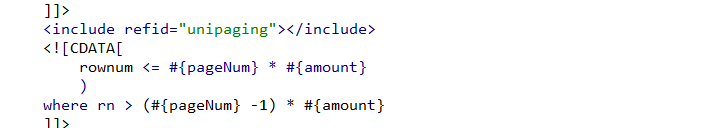 ]]>
<include refid="unipaging"></include>
<![CDATA[
rownum <= #{pageNum} * #{amount}
)
where rn > (#{pageNum} -1) * #{amount}
]]>